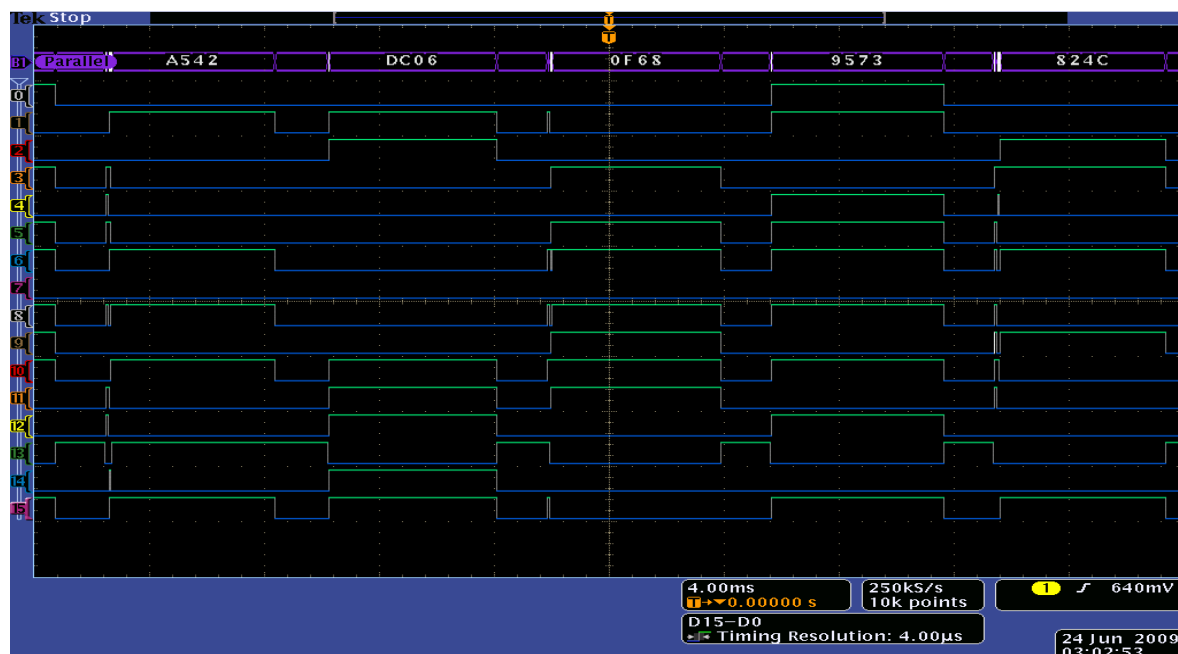 Tek Stop
T
T
B1 Parallel A542 DC06 0F68 9573 824C
0
1
2
3
4
5
6
7
8
9
10
11
12
13
14
15
4.00ms 250kS/s 1 640mV
T→▼0.00000 s 10k points
D15-D0
Timing Resolution: 4.00µs
24 Jun 2009
03:02:53